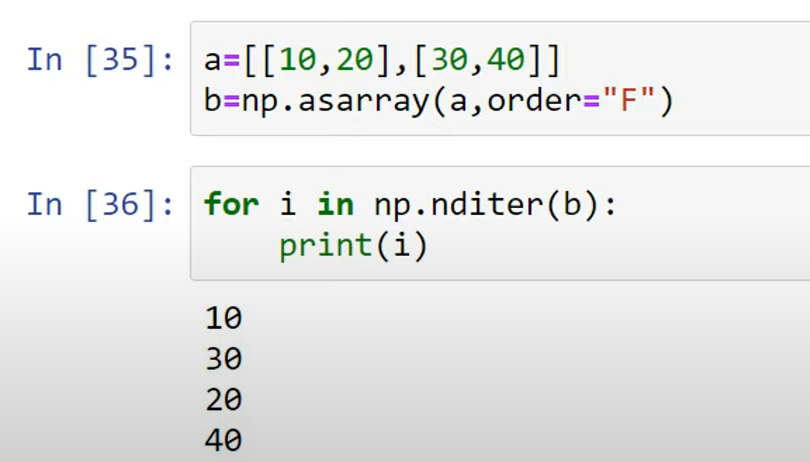 In [35]: a=[[10,20],[30,40]]
b=np.asarray(a,order="F")
In [36]: for i in np.nditer(b):
    print(i)
10
30
20
40